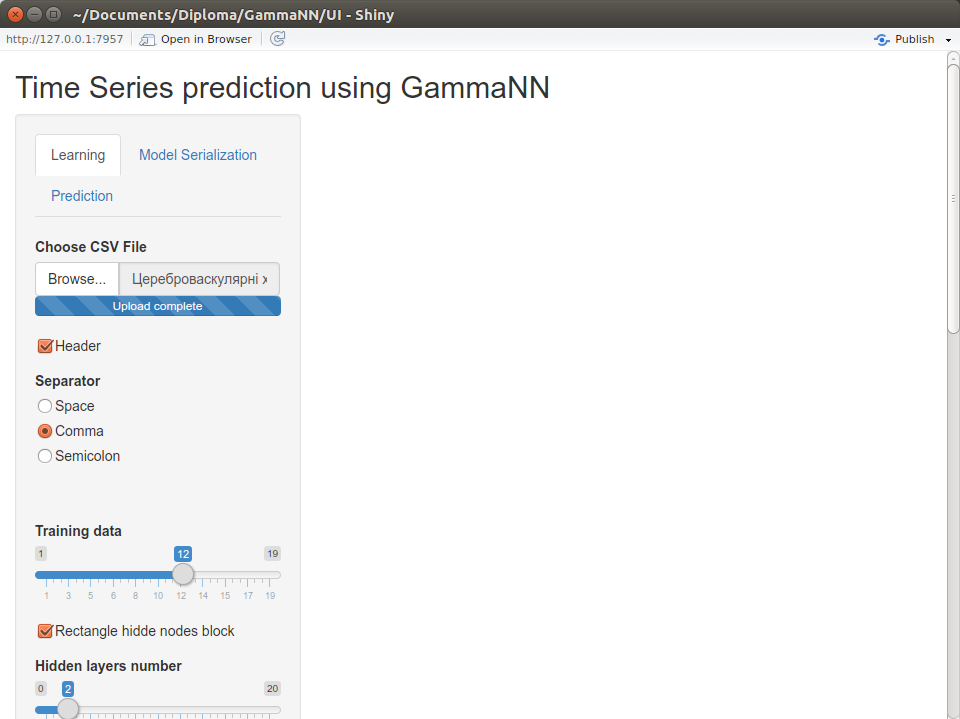 ~/Documents/Diploma/GammaNN/UI - Shiny
http://127.0.0.1:7957 Open in Browser Publish
Time Series prediction using GammaNN
Learning Model Serialization
Prediction
Choose CSV File
Browse... Цереброваскулярні х
Upload complete
Header
Separator
Space
Comma
Semicolon
Training data
1 12 19
1 3 5 6 8 10 12 14 15 17 19
Rectangle hidde nodes block
Hidden layers number
0 2 20